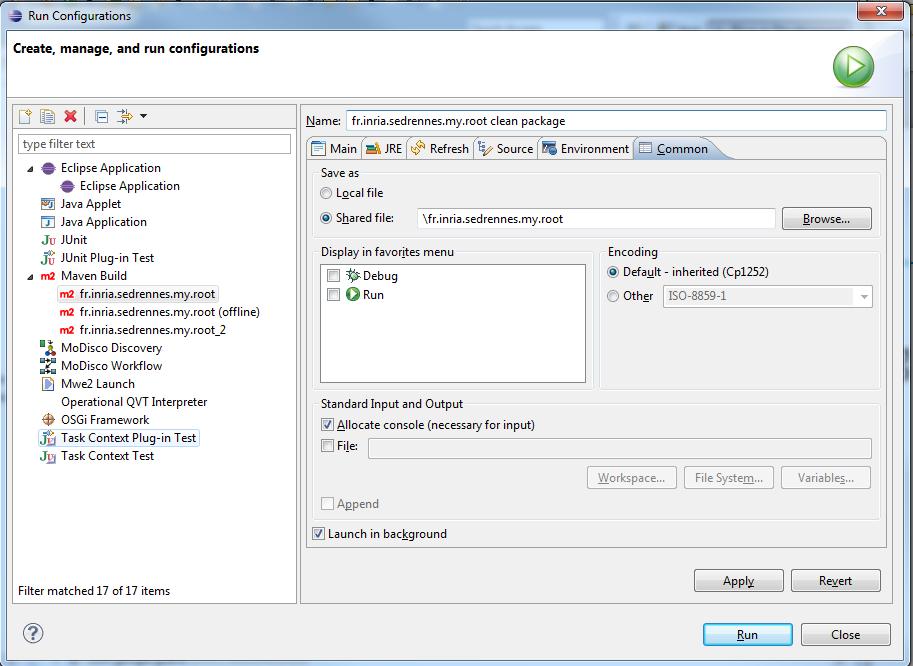 Run Configurations
Create, manage, and run configurations
type filter text
Eclipse Application
Eclipse Application
Java Applet
Java Application
JUnit
JUnit Plug-in Test
Maven Build
fr.inria.sedrennes.my.root
fr.inria.sedrennes.my.root (offline)
fr.inria.sedrennes.my.root_2
MoDisco Discovery
MoDisco Workflow
Mwe2 Launch
Operational QVT Interpreter
OSGi Framework
Task Context Plug-in Test
Task Context Test
Filter matched 17 of 17 items
Name: fr.inria.sedrennes.my.root clean package
Main JRE Refresh Source Environment Common
Save as
Local file
Shared file: \fr.inria.sedrennes.my.root Browse...
Display in favorites menu
Debug
Run
Encoding
Default - inherited (Cp1252)
Other ISO-8859-1
Standard Input and Output
Allocate console (necessary for input)
File:
Workspace... File System... Variables...
Append
Launch in background
Apply Revert
Run Close